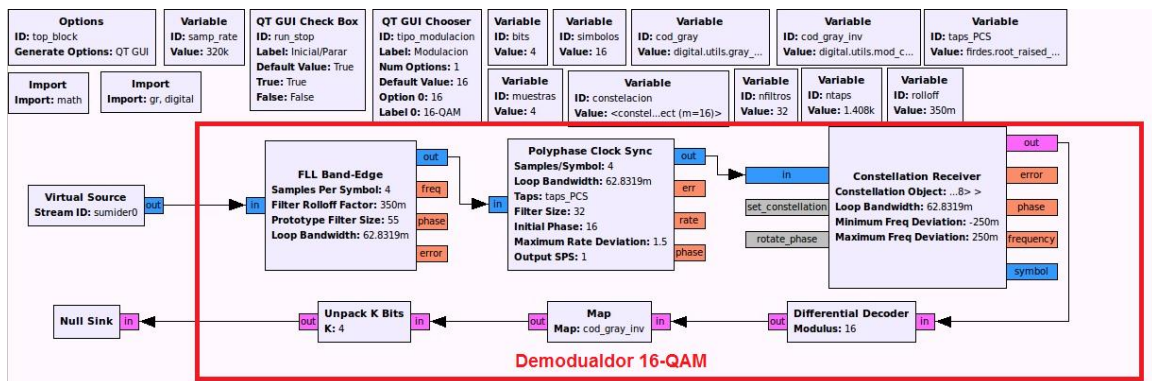 Options
ID: top_block
Generate Options: QT GUI
Variable
ID: samp_rate
Value: 320k
QT GUI Check Box
ID: run_stop
Label: Inicial/Parar
Default Value: True
True: True
False: False
QT GUI Chooser
ID: tipo_modulacion
Label: Modulacion
Num Options: 1
Default Value: 16
Option 0: 16
Label 0: 16-QAM
Variable
ID: bits
Value: 4
Variable
ID: simbolos
Value: 16
Variable
ID: cod_gray
Value: digital.utils.gray_...
Variable
ID: cod_gray_inv
Value: digital.utils.mod_c...
Variable
ID: taps_PCS
Value: firdes.root_raised_...
Import
Import: math
Import
Import: gr, digital
Variable
ID: muestras
Value: 4
Variable
ID: constelacion
Value: <constel...ect (m=16)>
Variable
ID: nfiltros
Value: 32
Variable
ID: ntaps
Value: 1.408k
Variable
ID: rolloff
Value: 350m
Virtual Source
Stream ID: sumider0
out
in
FLL Band-Edge
Samples Per Symbol: 4
Filter Rolloff Factor: 350m
Prototype Filter Size: 55
Loop Bandwidth: 62.8319m
out
freq
phase
error
in
Polyphase Clock Sync
Samples/Symbol: 4
Loop Bandwidth: 62.8319m
Taps: taps_PCS
Filter Size: 32
Initial Phase: 16
Maximum Rate Deviation: 1.5
Output SPS: 1
out
err
rate
phase
in
set_constellation
rotate_phase
Constellation Receiver
Constellation Object: ...8> >
Loop Bandwidth: 62.8319m
Minimum Freq Deviation: -250m
Maximum Freq Deviation: 250m
out
error
phase
frequency
symbol
Null Sink
in
out
Unpack K Bits
K: 4
in
out
Map
Map: cod_gray_inv
in
out
Differential Decoder
Modulus: 16
in
Demodualdor 16-QAM